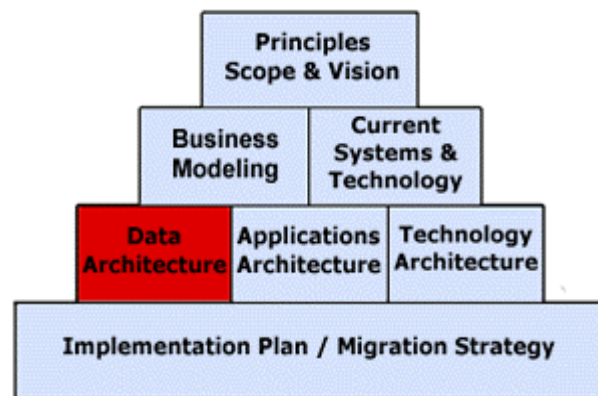 Principles
Scope & Vision
Business
Modeling
Current
Systems &
Technology
Data
Architecture
Applications
Architecture
Technology
Architecture
Implementation Plan / Migration Strategy